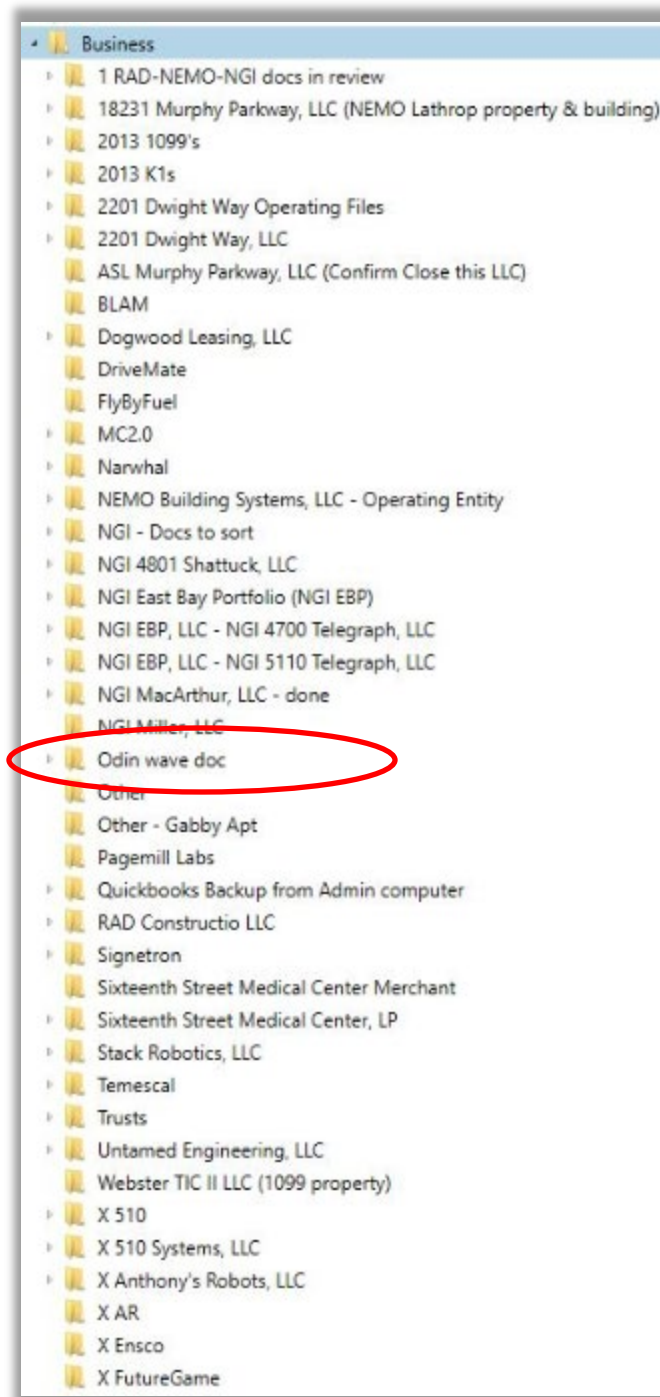 Business
1 RAD-NEMO-NGI docs in review
18231 Murphy Parkway, LLC (NEMO Lathrop property & building)
2013 1099's
2013 K1s
2201 Dwight Way Operating Files
2201 Dwight Way, LLC
ASL Murphy Parkway, LLC (Confirm Close this LLC)
BLAM
Dogwood Leasing, LLC
DriveMate
FlyByFuel
MC2.0
Narwhal
NEMO Building Systems, LLC - Operating Entity
NGI - Docs to sort
NGI 4801 Shattuck, LLC
NGI East Bay Portfolio (NGI EBP)
NGI EBP, LLC - NGI 4700 Telegraph, LLC
NGI EBP, LLC - NGI 5110 Telegraph, LLC
NGI MacArthur, LLC - done
NGI Miller, LLC
Odin wave doc
Other
Other - Gabby Apt
Pagemill Labs
Quickbooks Backup from Admin computer
RAD Constructio LLC
Signetron
Sixteenth Street Medical Center Merchant
Sixteenth Street Medical Center, LP
Stack Robotics, LLC
Temescal
Trusts
Untamed Engineering, LLC
Webster TIC II LLC (1099 property)
X 510
X 510 Systems, LLC
X Anthony's Robots, LLC
X AR
X Ensco
X FutureGame